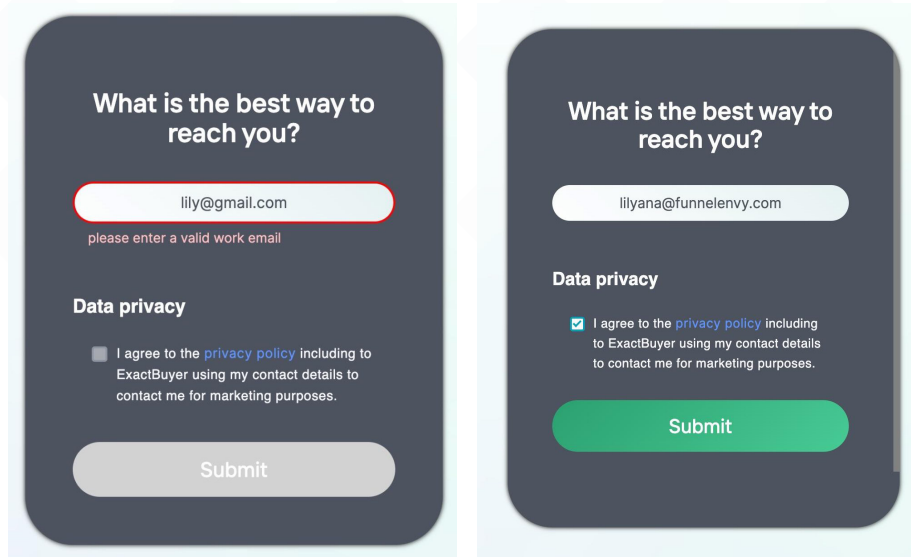 What is the best way to
reach you?
lily@gmail.com
please enter a valid work email
Data privacy
I agree to the privacy policy including to
ExactBuyer using my contact details to
contact me for marketing purposes.
Submit
What is the best way to
reach you?
lilyana@funnelenvy.com
Data privacy
I agree to the privacy policy including
to ExactBuyer using my contact details
to contact me for marketing purposes.
Submit